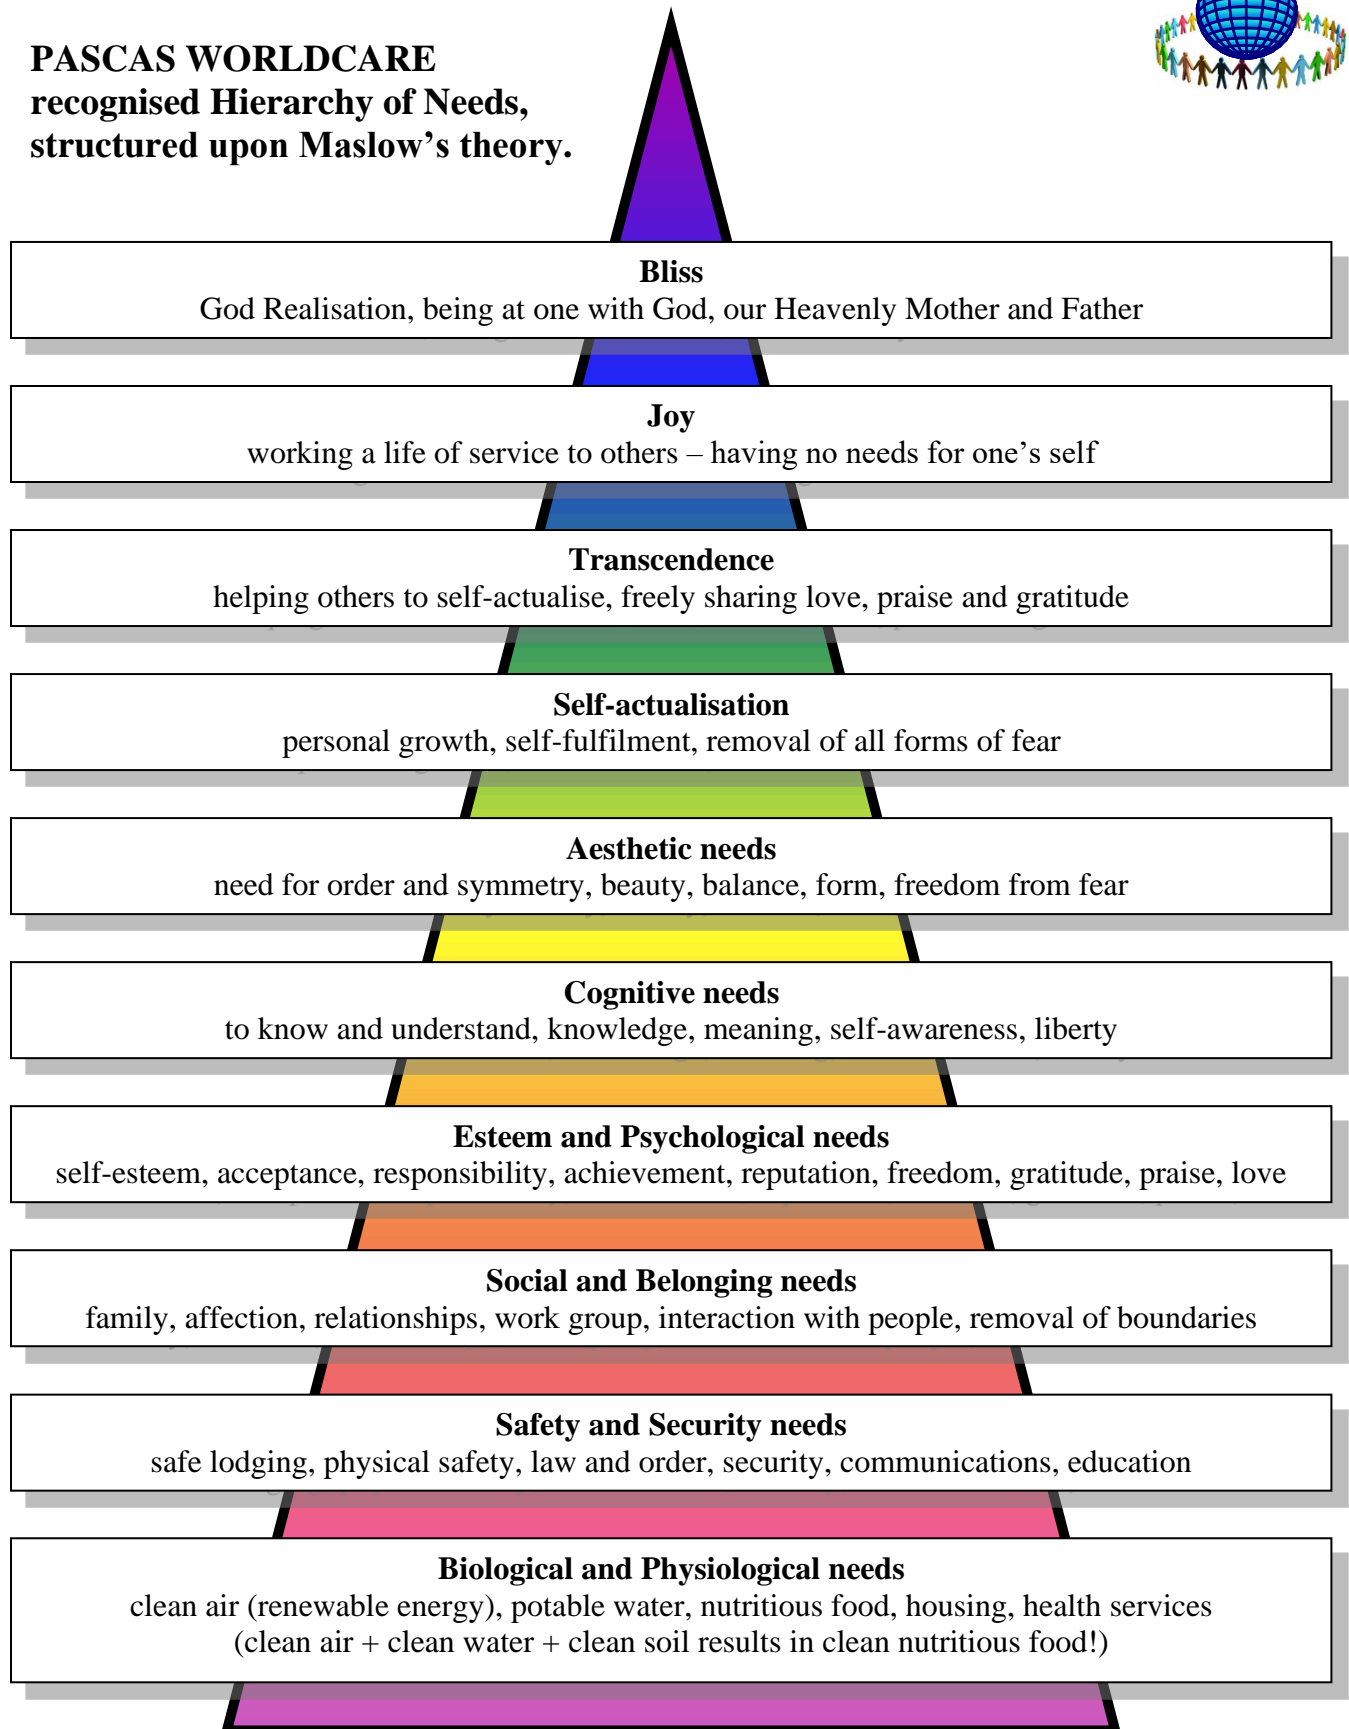 PASCAS WORLDCARE
recognised Hierarchy of Needs,
structured upon Maslow’s theory.
Bliss
God Realisation, being at one with God, our Heavenly Mother and Father
Joy
working a life of service to others – having no needs for one’s self
Transcendence
helping others to self-actualise, freely sharing love, praise and gratitude
Self-actualisation
personal growth, self-fulfilment, removal of all forms of fear
Aesthetic needs
need for order and symmetry, beauty, balance, form, freedom from fear
Cognitive needs
to know and understand, knowledge, meaning, self-awareness, liberty
Esteem and Psychological needs
self-esteem, acceptance, responsibility, achievement, reputation, freedom, gratitude, praise, love
Social and Belonging needs
family, affection, relationships, work group, interaction with people, removal of boundaries
Safety and Security needs
safe lodging, physical safety, law and order, security, communications, education
Biological and Physiological needs
clean air (renewable energy), potable water, nutritious food, housing, health services
(clean air + clean water + clean soil results in clean nutritious food!)